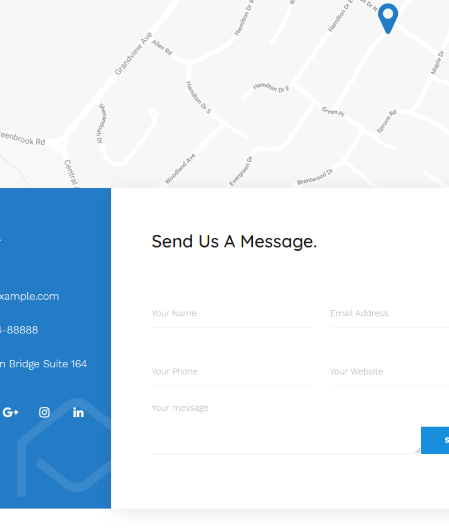 Hamilton Dr N
Hamilton Dr E
Allen Rd
Grandview Ave
Maple Dr
Hamilton Dr S
Hamilton Dr E
Green Pl
Spruce Rd
eenbrook Rd
Central
Woodland Ave
Evergreen Dr
Brentwood Dr
Send Us A Message.
xample.com
Your Name
Email Address
4-88888
n Bridge Suite 164
Your Phone
Your Website
Your message
G+
in
S